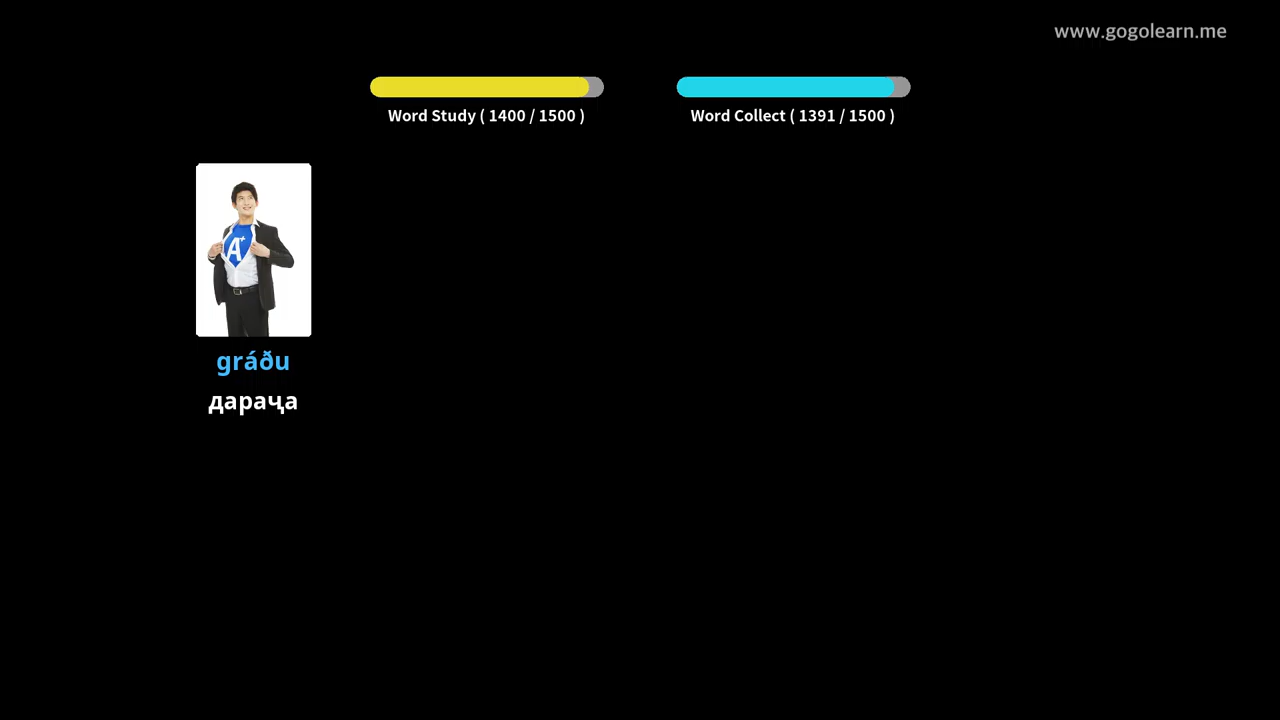 www.gogolearn.me
Word Study ( 1400 / 1500 )
Word Collect ( 1391 / 1500 )
A+
gráðu
дараҷа